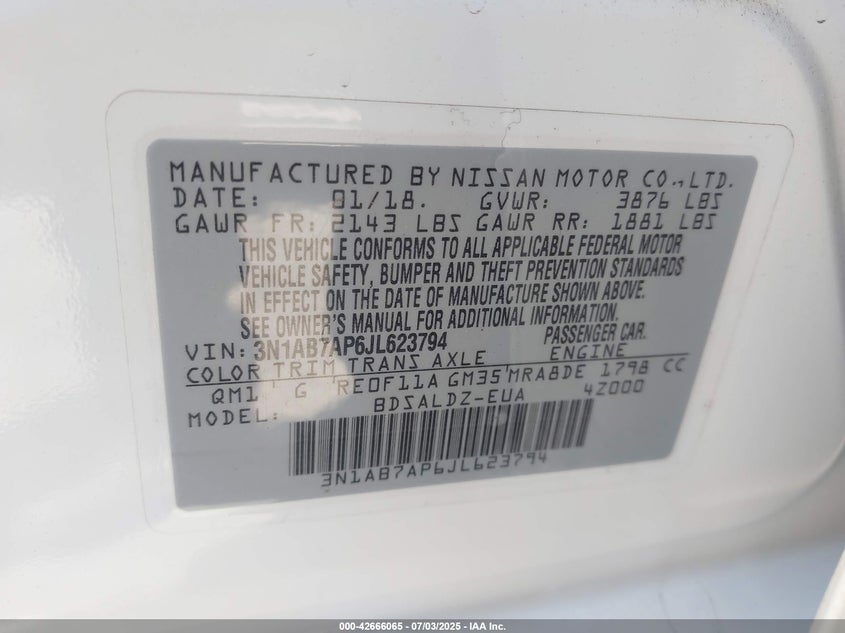 MANUFACTURED BY NISSAN MOTOR CO., LTD.
DATE: 01/18. GVWR: 3876 LBS
GAWR FR: 2143 LBS GAWR RR: 1881 LBS
THIS VEHICLE CONFORMS TO ALL APPLICABLE FEDERAL MOTOR
VEHICLE SAFETY, BUMPER AND THEFT PREVENTION STANDARDS
IN EFFECT ON THE DATE OF MANUFACTURE SHOWN ABOVE.
SEE OWNER'S MANUAL FOR ADDITIONAL INFORMATION.
VIN: 3N1AB7AP6JL623794 PASSENGER CAR.
COLOR TRIM TRANS AXLE ENGINE
QM1 G RE0F11A GM35 MRA8DE 1798 CC
MODEL: BDSALDZ-EUA 4Z000
3N1AB7AP6JL623794
000-42666065 - 07/03/2025 - IAA Inc.